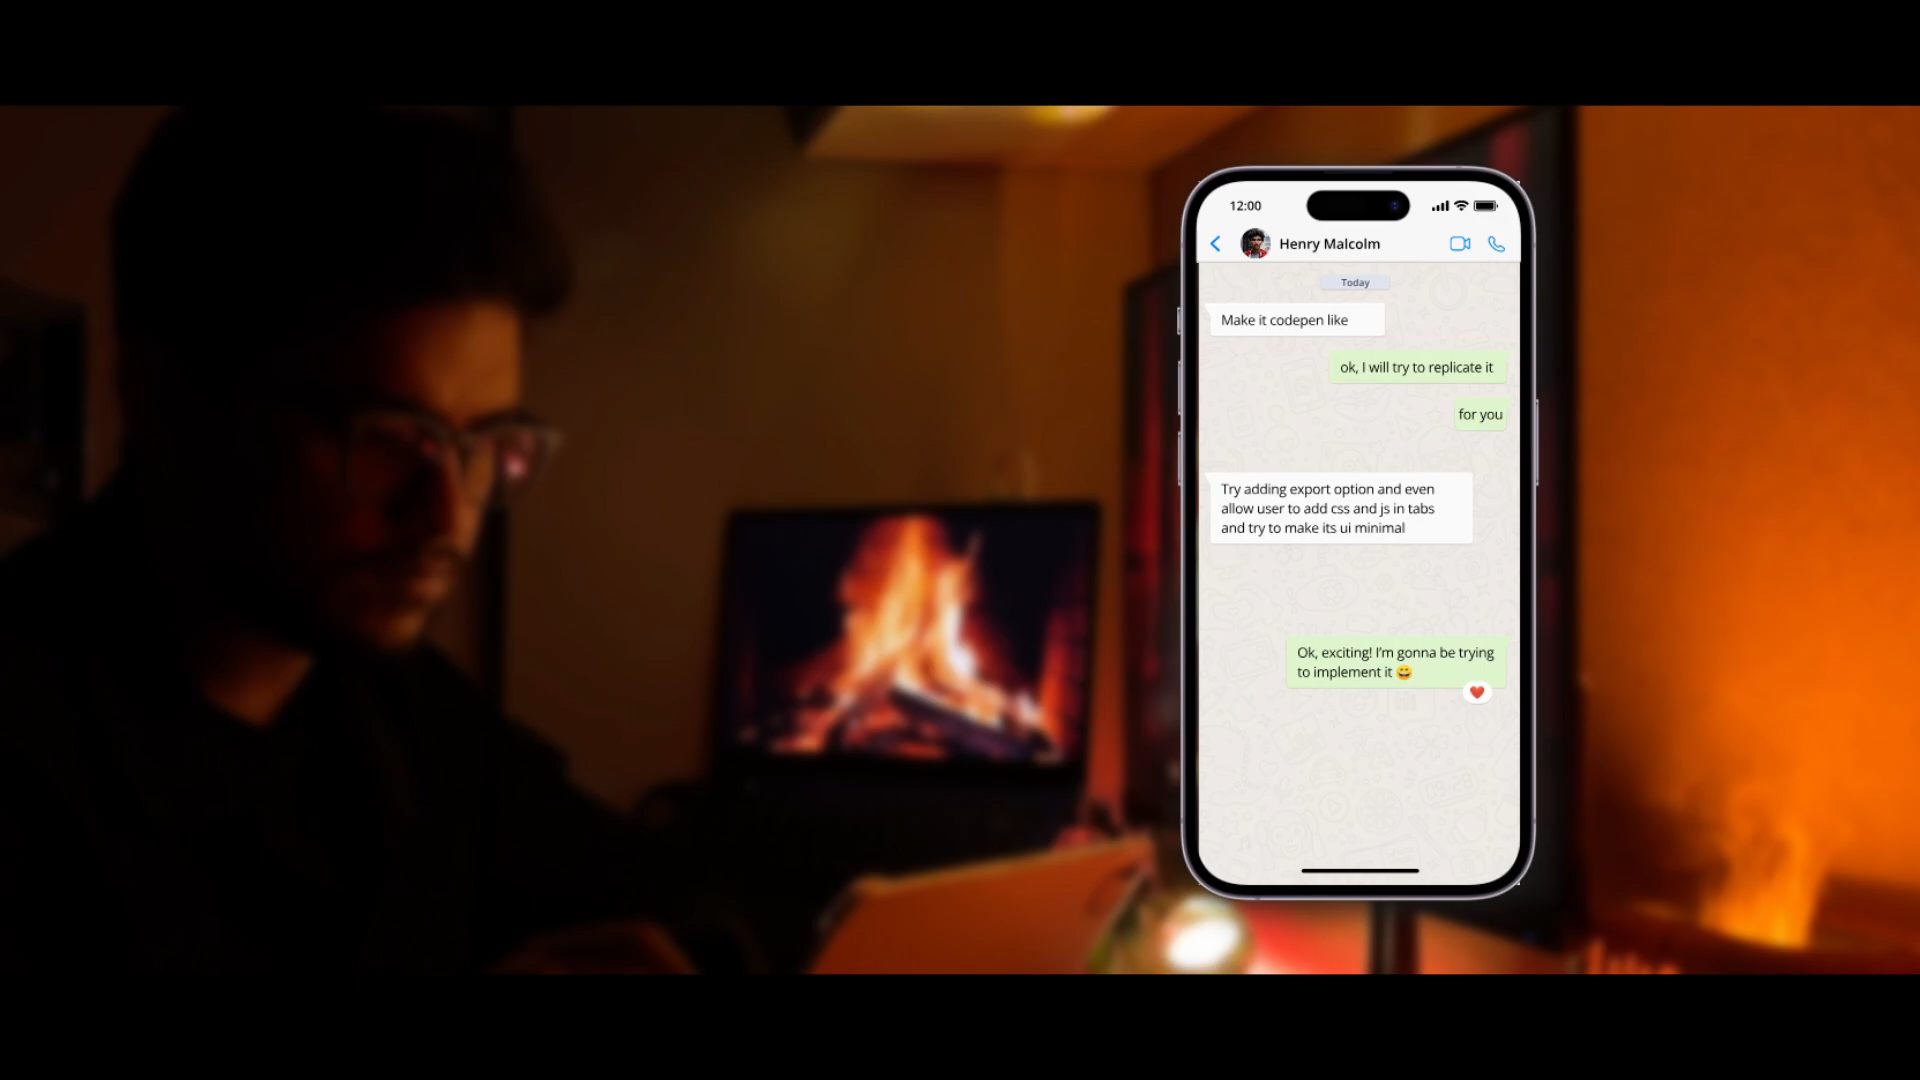 12:00
Henry Malcolm
Today
Make it codepen like
ok, I will try to replicate it
for you
Try adding export option and even
allow user to add css and js in tabs
and try to make its ui minimal
Ok, exciting! I'm gonna be trying
to implement it 😄